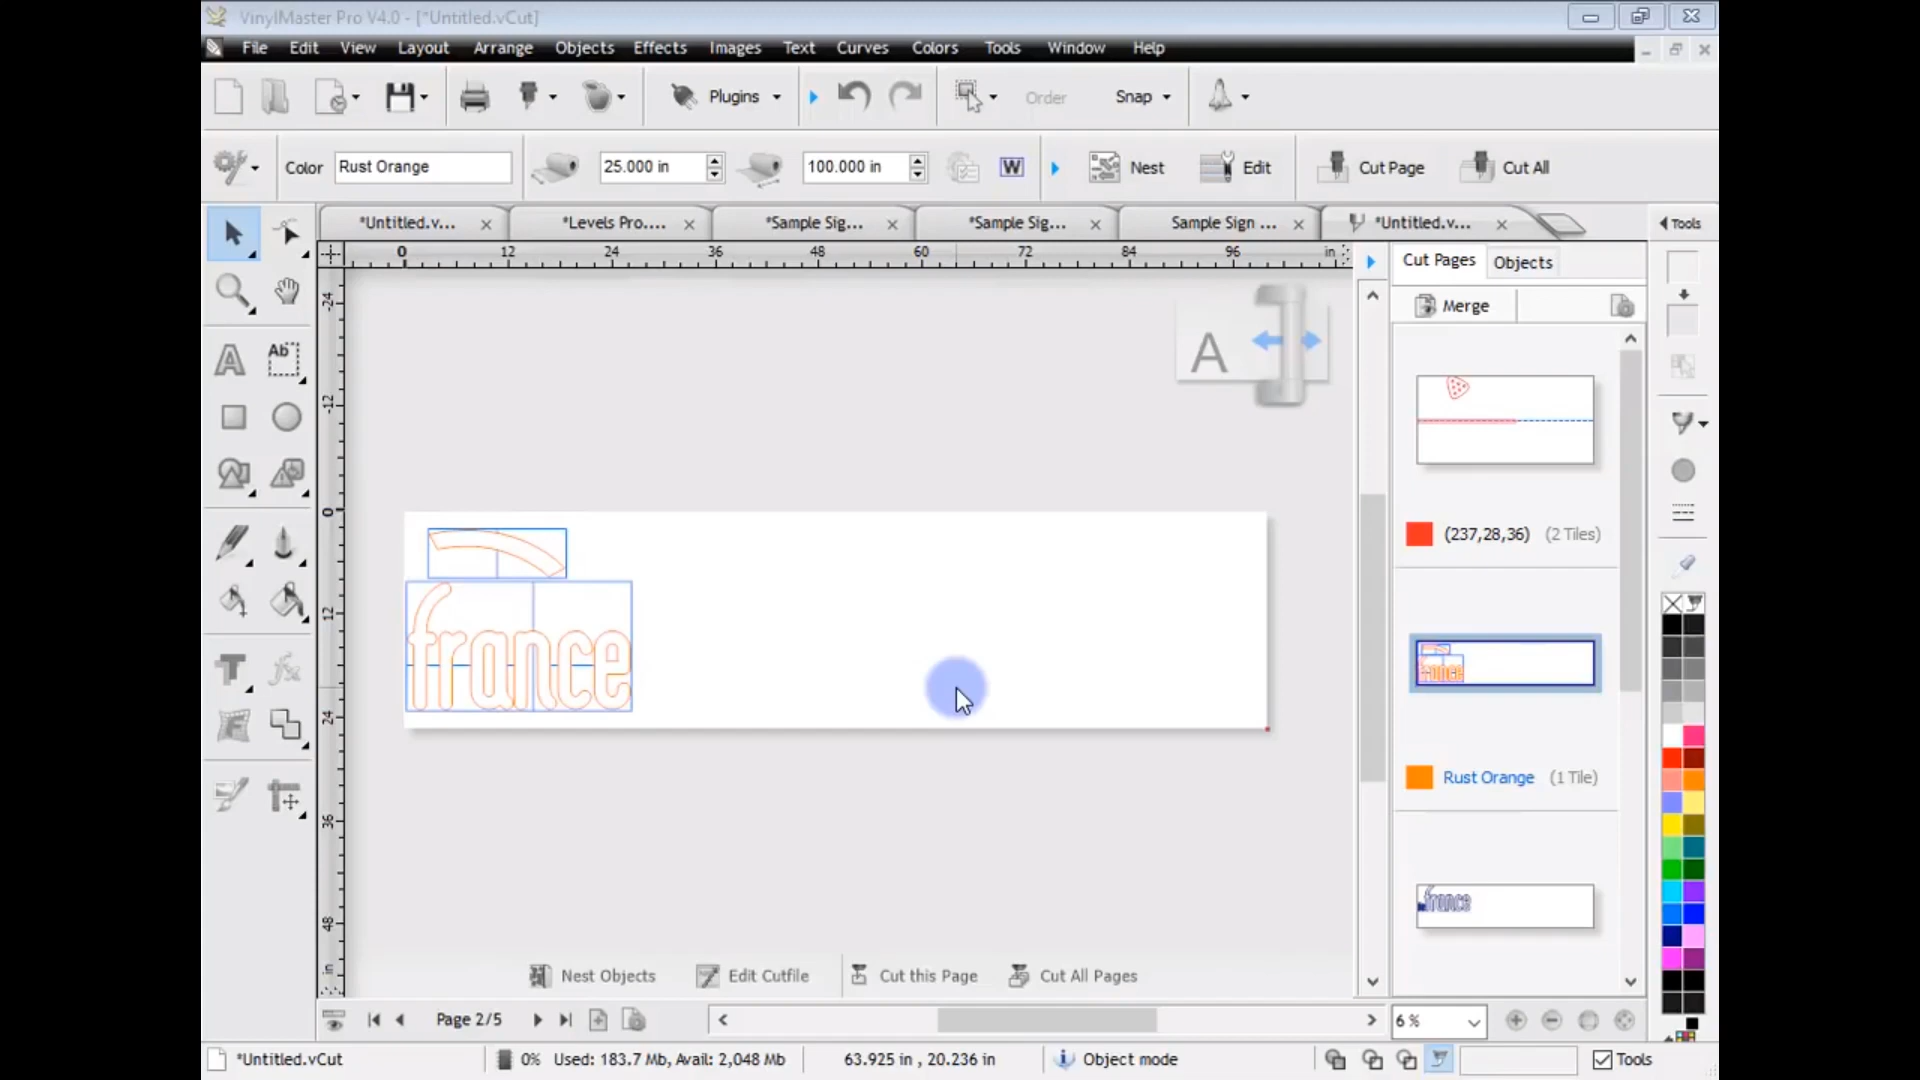 VinylMaster Pro V4.0 - [*Untitled.vCut]
File Edit View Layout Arrange Objects Effects Images Text Curves Colors Tools Window Help
Plugins Order Snap
Color Rust Orange 25.000 in 100.000 in W Nest Edit Cut Page Cut All
*Untitled.v... *Levels Pro.... *Sample Sig... *Sample Sig... Sample Sign ... *Untitled.v... Tools
0 12 24 36 48 60 72 84 96 in
Cut Pages Objects
Merge
-24
-12
0
12
24
36
48
in
A
Ab
A
T
fx
france
(237,28,36) (2 Tiles)
france
Rust Orange (1 Tile)
france
Nest Objects Edit Cutfile Cut this Page Cut All Pages
Page 2/5 6 %
*Untitled.vCut 0% Used: 183.7 Mb, Avail: 2,048 Mb 63.925 in , 20.236 in Object mode Tools